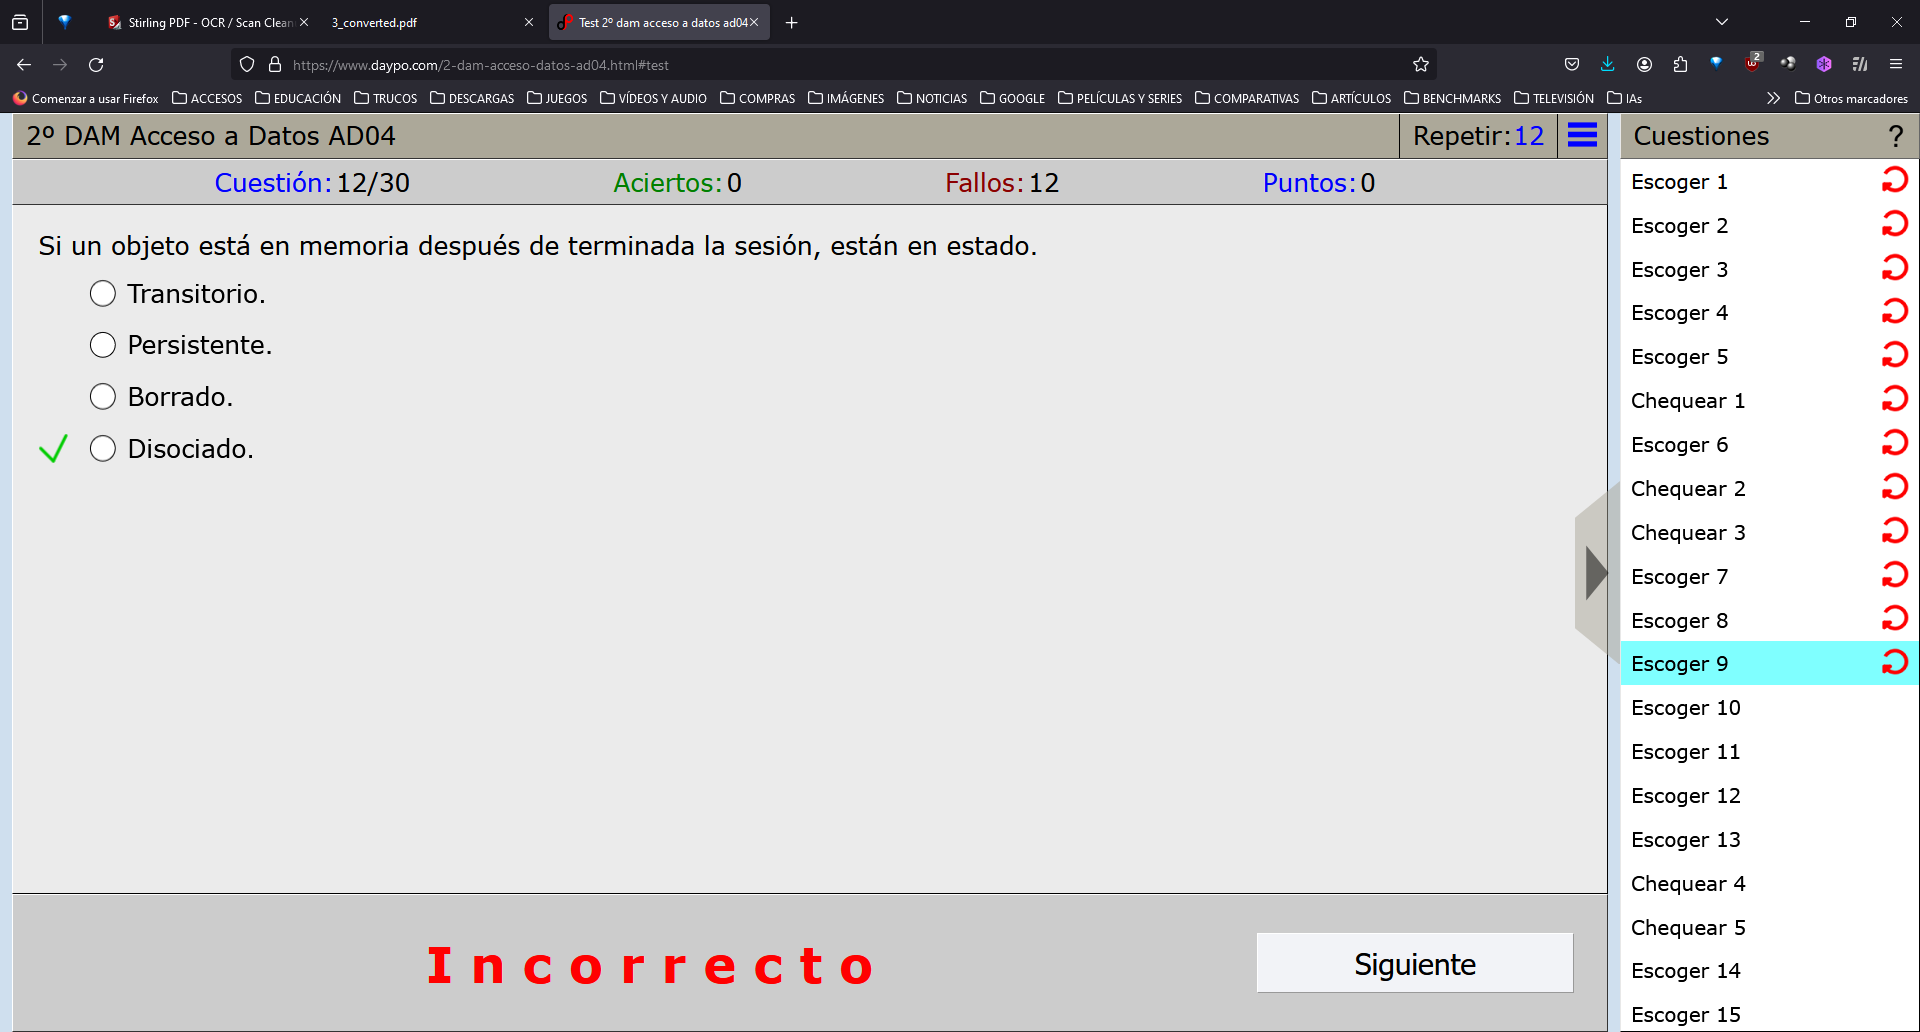 Stirling PDF - OCR / Scan Clean
3_converted.pdf
Test 2º dam acceso a datos ad04
https://www.daypo.com/2-dam-acceso-datos-ad04.html#test
2
Comenzar a usar Firefox
ACCESOS
EDUCACIÓN
TRUCOS
DESCARGAS
JUEGOS
VÍDEOS Y AUDIO
COMPRAS
IMÁGENES
NOTICIAS
GOOGLE
PELÍCULAS Y SERIES
COMPARATIVAS
ARTÍCULOS
BENCHMARKS
TELEVISIÓN
IAs
Otros marcadores
2º DAM Acceso a Datos AD04
Repetir:12
Cuestión:12/30
Aciertos:0
Fallos:12
Puntos:0
Si un objeto está en memoria después de terminada la sesión, están en estado.
Transitorio.
Persistente.
Borrado.
Disociado.
Incorrecto
Siguiente
Cuestiones
?
Escoger 1
Escoger 2
Escoger 3
Escoger 4
Escoger 5
Chequear 1
Escoger 6
Chequear 2
Chequear 3
Escoger 7
Escoger 8
Escoger 9
Escoger 10
Escoger 11
Escoger 12
Escoger 13
Chequear 4
Chequear 5
Escoger 14
Escoger 15